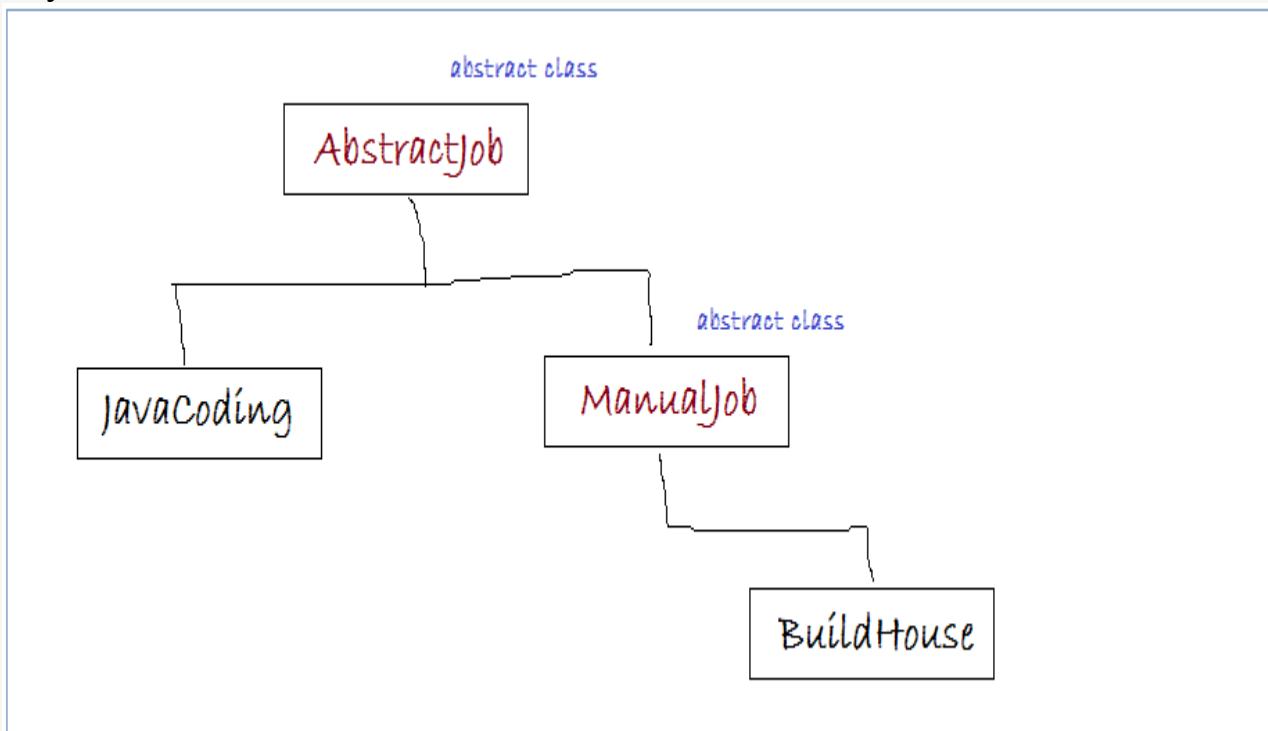 abstract class
AbstractJob
abstract class
JavaCoding
ManualJob
BuildHouse